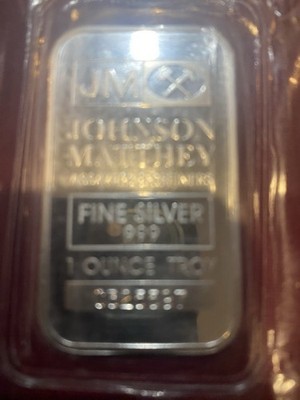 JM
JOHNSON
MATTHEY
FINE SILVER
999
1 OUNCE TROY